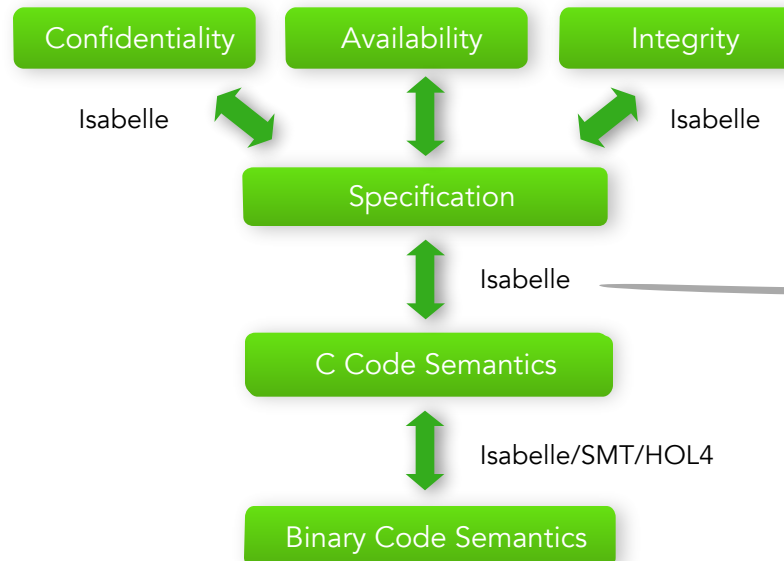 Confidentiality
Availability
Integrity
Isabelle
Isabelle
Specification
Isabelle
C Code Semantics
Isabelle/SMT/HOL4
Binary Code Semantics